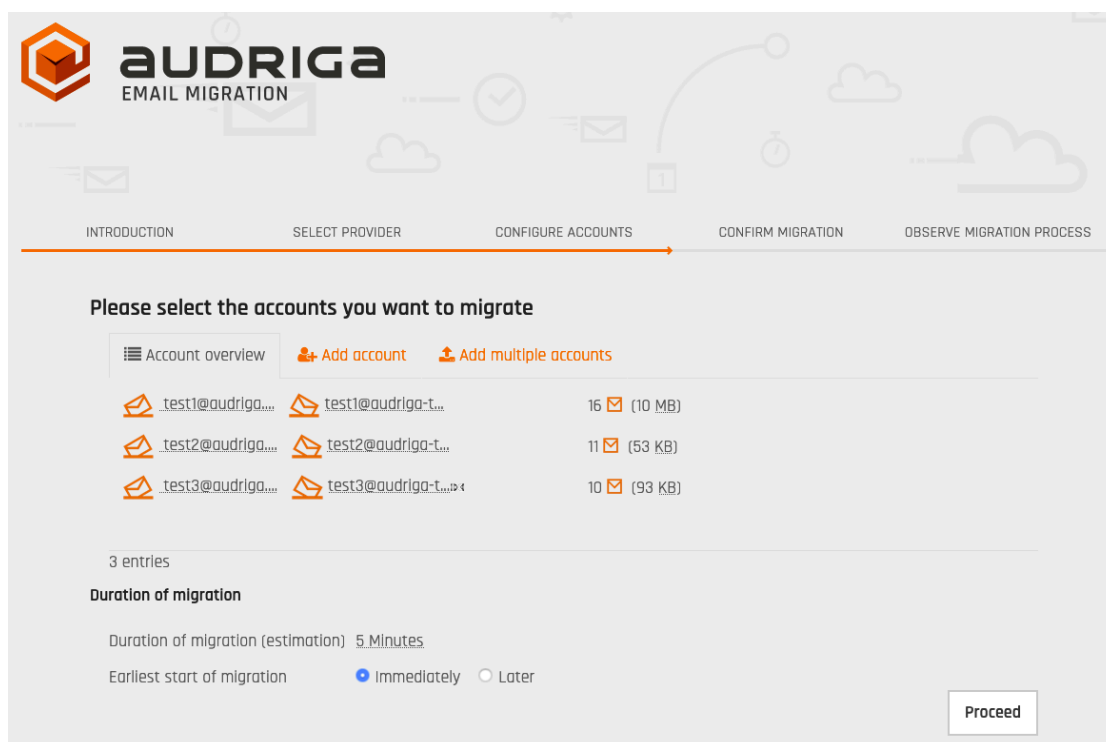 audriga
EMAIL MIGRATION
1
INTRODUCTION SELECT PROVIDER CONFIGURE ACCOUNTS CONFIRM MIGRATION OBSERVE MIGRATION PROCESS
Please select the accounts you want to migrate
Account overview Add account Add multiple accounts
test1@audriga.... test1@audriga-t... 16 (10 MB)
test2@audriga.... test2@audriga-t... 11 (53 KB)
test3@audriga.... test3@audriga-t... 10 (93 KB)
3 entries
Duration of migration
Duration of migration (estimation) 5 Minutes
Earliest start of migration Immediately Later
Proceed